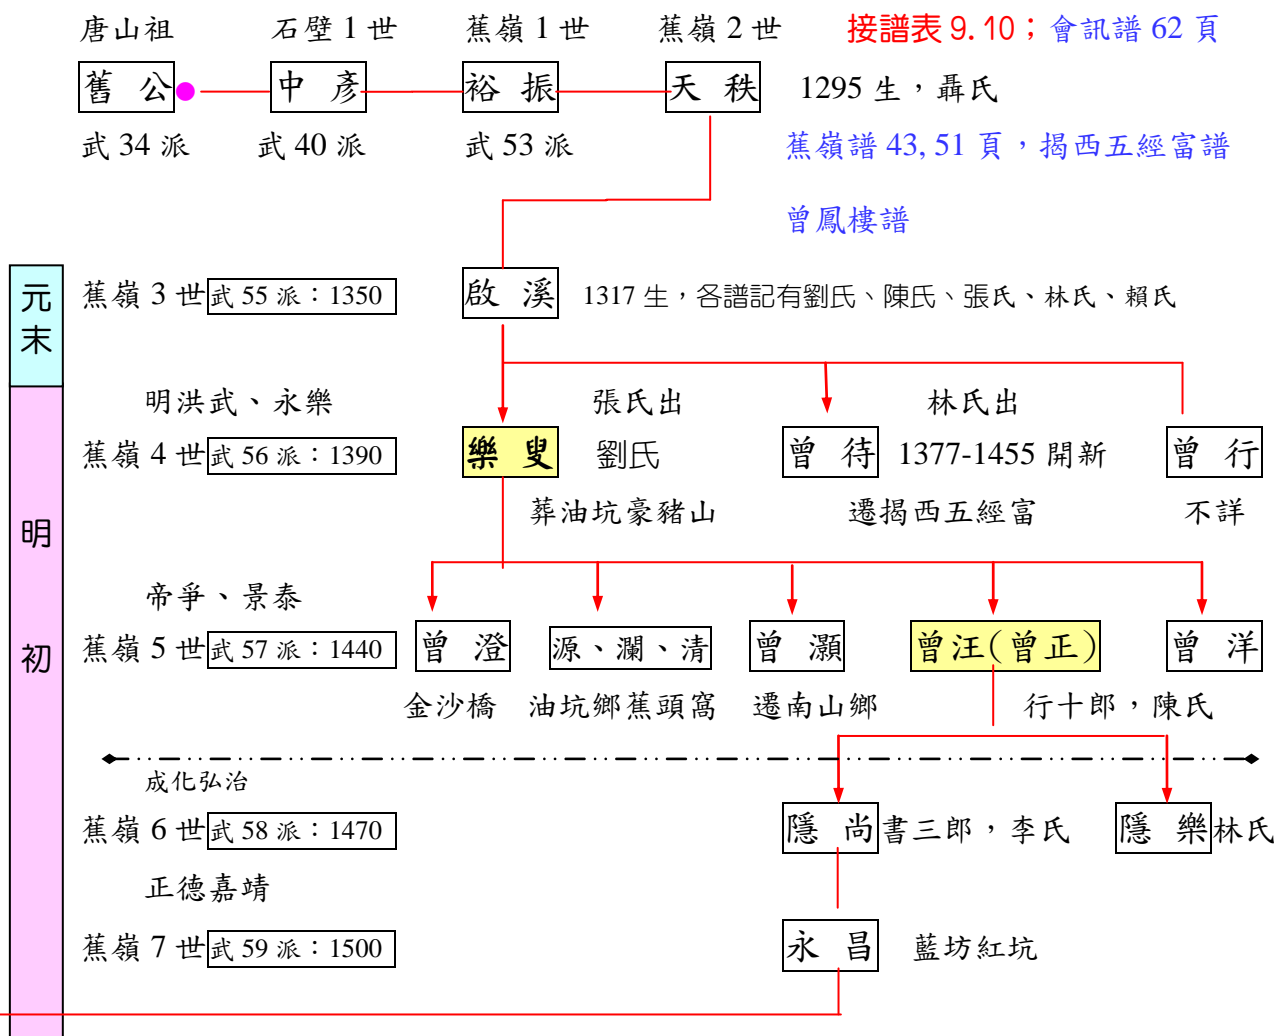 唐山祖 石壁 1 世 蕉嶺 1 世 蕉嶺 2 世 接譜表 9. 10；會訊譜 62 頁
舊 公 中 彥 裕 振 天 秩 1295 生，聶氏
武 34 派 武 40 派 武 53 派 蕉嶺譜 43, 51 頁，揭西五經富譜
曾鳳樓譜
元末
蕉嶺 3 世 武 55 派：1350 啟 溪 1317 生，各譜記有劉氏、陳氏、張氏、林氏、賴氏
明初
明洪武、永樂 張氏出 林氏出
蕉嶺 4 世 武 56 派：1390 樂 叟 劉氏 曾 待 1377-1455 開新 曾 行
葬油坑豪豬山 遷揭西五經富 不詳
帝爭、景泰
蕉嶺 5 世 武 57 派：1440 曾 澄 源、瀾、清 曾 灝 曾汪(曾正) 曾 洋
金沙橋 油坑鄉蕉頭窩 遷南山鄉 行十郎，陳氏
成化弘治
蕉嶺 6 世 武 58 派：1470 隱 尚 書三郎，李氏 隱 樂 林氏
正德嘉靖
蕉嶺 7 世 武 59 派：1500 永 昌 藍坊紅坑